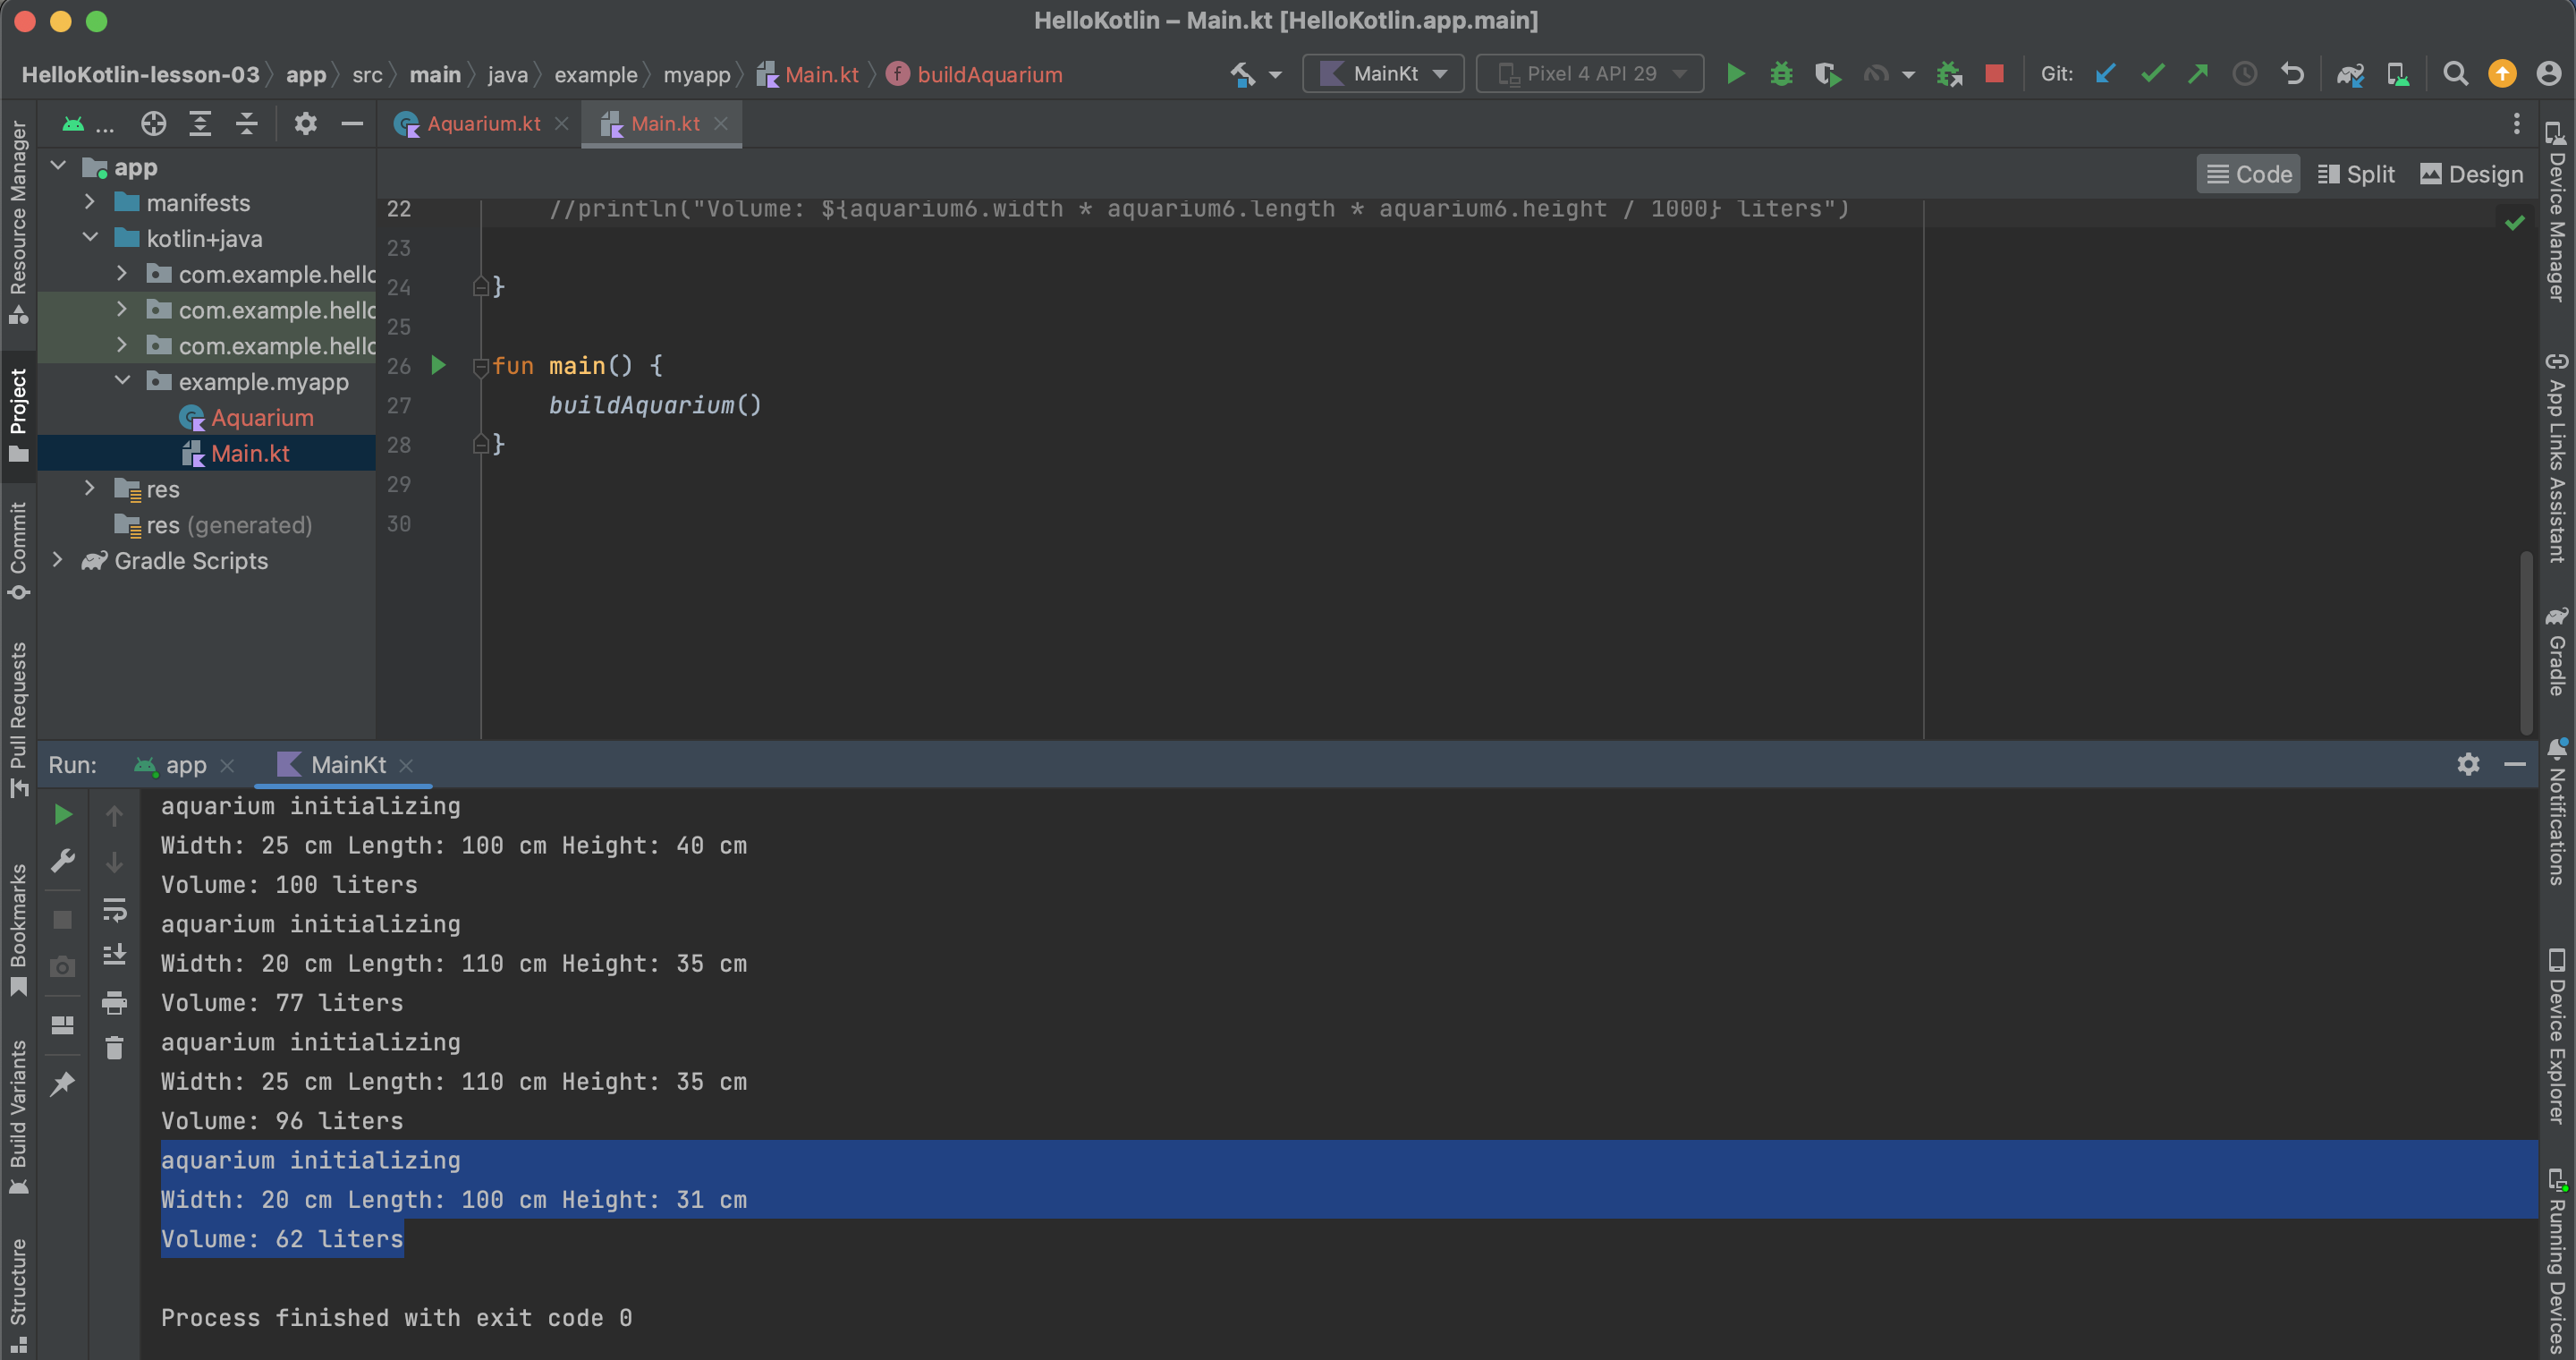 HelloKotlin – Main.kt [HelloKotlin.app.main]
HelloKotlin-lesson-03 app src main java example myapp Main.kt buildAquarium
MainKt
Pixel 4 API 29
Git:
...
Aquarium.kt
Main.kt
Code Split Design
app
manifests
kotlin+java
com.example.hello
com.example.hello
com.example.hello
example.myapp
Aquarium
Main.kt
res
res (generated)
Gradle Scripts
22 //println("Volume: ${aquarium6.width * aquarium6.length * aquarium6.height / 1000} liters")
23
24 }
25
26 fun main() {
27 buildAquarium()
28 }
29
30
Run: app MainKt
aquarium initializing
Width: 25 cm Length: 100 cm Height: 40 cm
Volume: 100 liters
aquarium initializing
Width: 20 cm Length: 110 cm Height: 35 cm
Volume: 77 liters
aquarium initializing
Width: 25 cm Length: 110 cm Height: 35 cm
Volume: 96 liters
aquarium initializing
Width: 20 cm Length: 100 cm Height: 31 cm
Volume: 62 liters
Process finished with exit code 0
Resource Manager
Project
Commit
Pull Requests
Bookmarks
Build Variants
Structure
Device Manager
App Links Assistant
Gradle
Notifications
Device Explorer
Running Devices